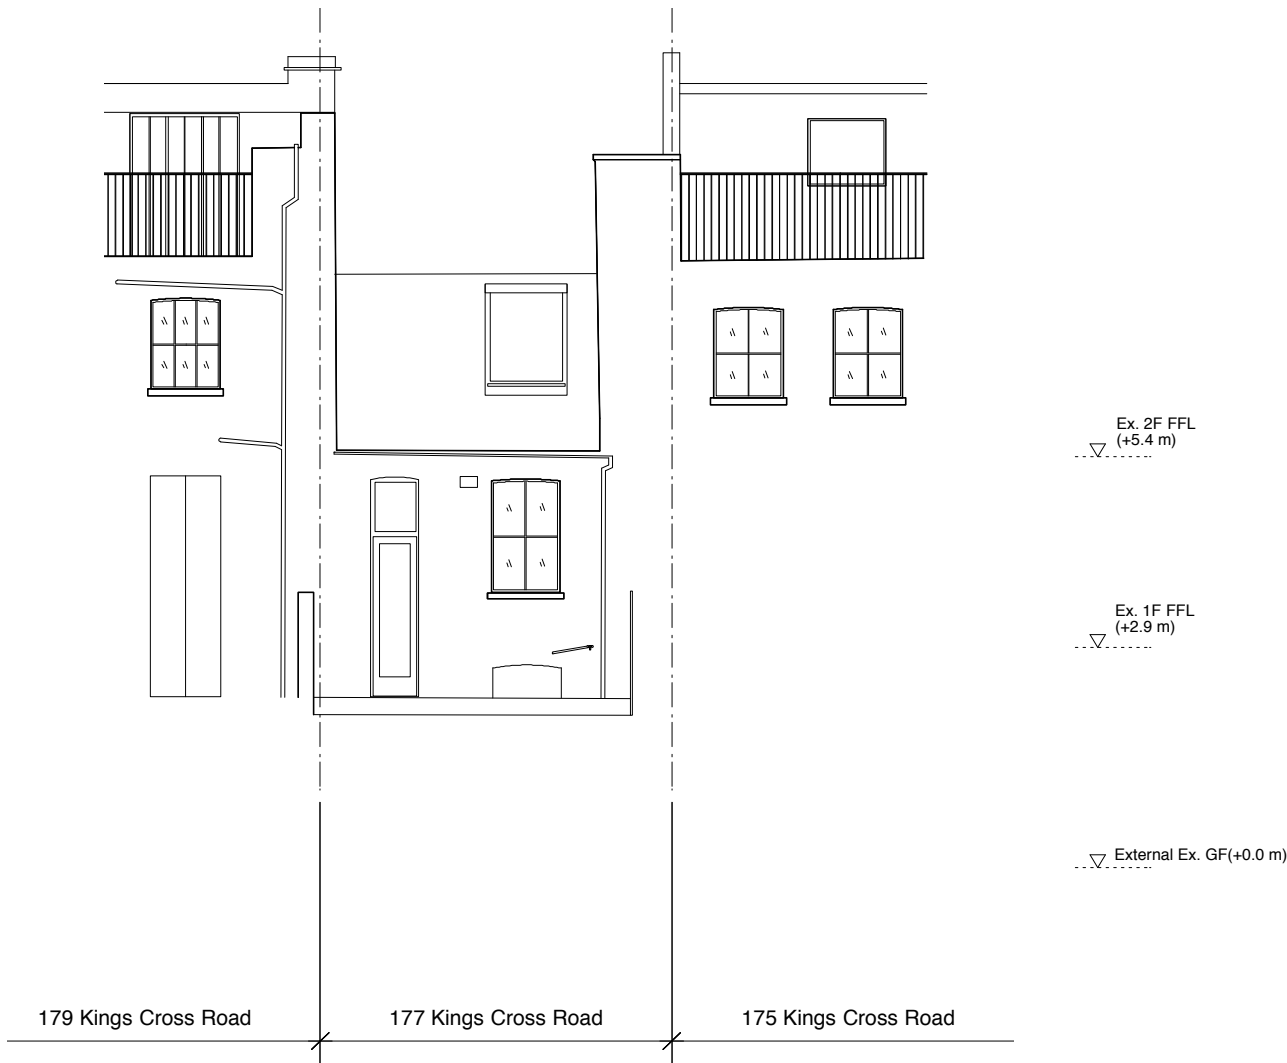 Ex. 2F FFL
(+5.4 m)
Ex. 1F FFL
(+2.9 m)
External Ex. GF(+0.0 m)
179 Kings Cross Road
177 Kings Cross Road
175 Kings Cross Road